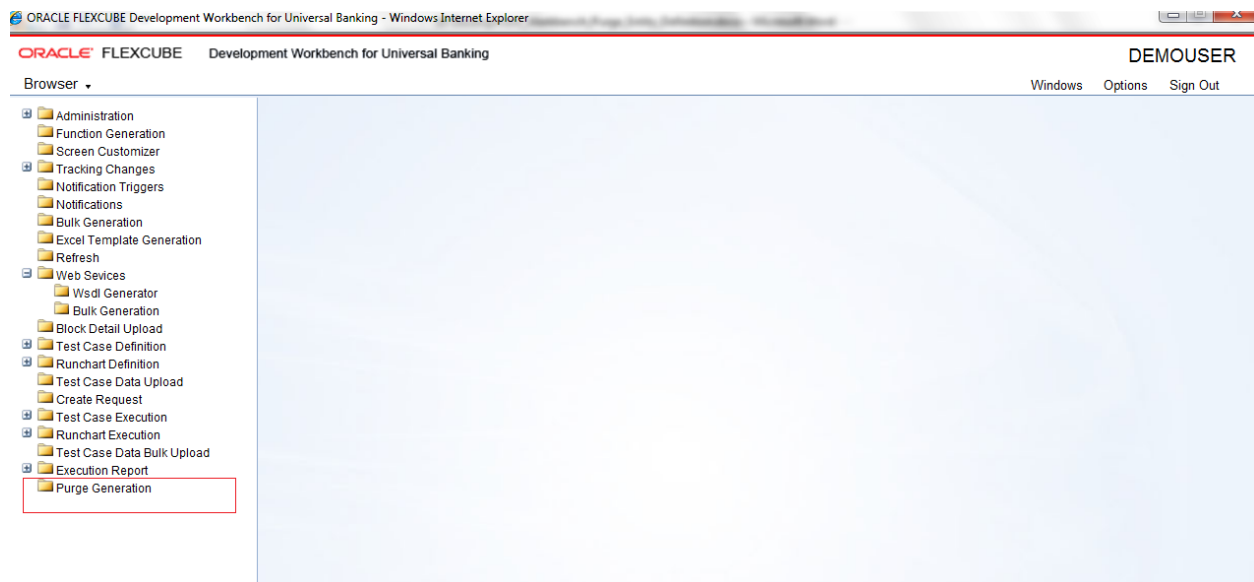 ORACLE FLEXCUBE Development Workbench for Universal Banking - Windows Internet Explorer
ORACLE FLEXCUBE Development Workbench for Universal Banking
DEMOUSER
Browser
Windows Options Sign Out
Administration
Function Generation
Screen Customizer
Tracking Changes
Notification Triggers
Notifications
Bulk Generation
Excel Template Generation
Refresh
Web Sevices
Wsdl Generator
Bulk Generation
Block Detail Upload
Test Case Definition
Runchart Definition
Test Case Data Upload
Create Request
Test Case Execution
Runchart Execution
Test Case Data Bulk Upload
Execution Report
Purge Generation